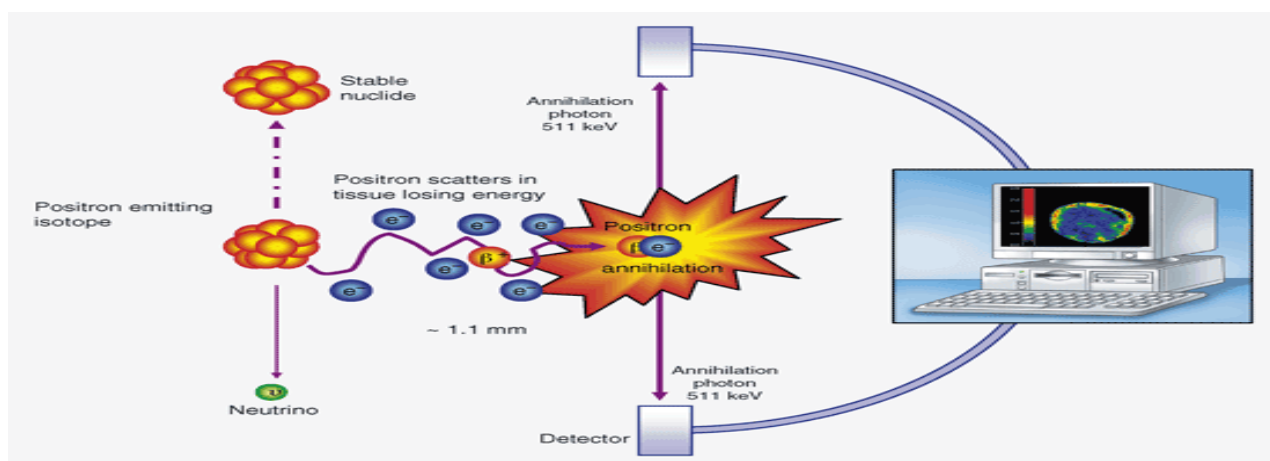 Stable
nuclide
Annihilation
photon
511 keV
Positron scatters in
tissue losing energy
Positron emitting
isotope
e⁻
e⁻
e⁻
Positron
β e⁻
β⁺
e⁻
annihilation
e⁻
e⁻
~ 1.1 mm
Annihilation
photon
511 keV
υ
Neutrino
Detector